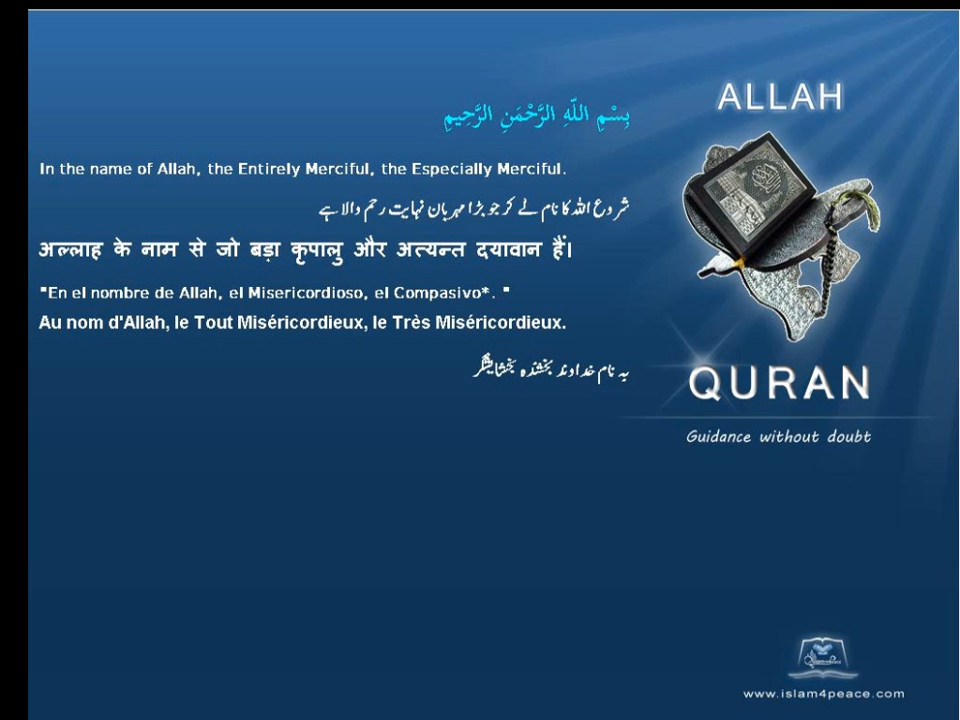 بِسْمِ اللّهِ الرَّحْمَنِ الرَّحِيمِ
In the name of Allah, the Entirely Merciful, the Especially Merciful.
شروع الله کا نام لے کر جو بڑا مہربان نہایت رحم والا ہے
अल्लाह के नाम से जो बड़ा कृपालु और अत्यन्त दयावान हैं।
"En el nombre de Allah, el Misericordioso, el Compasivo*. "
Au nom d'Allah, le Tout Miséricordieux, le Très Miséricordieux.
به نام خداوند بخشنده بخشایشگر
ALLAH
QURAN
Guidance without doubt
www.islam4peace.com